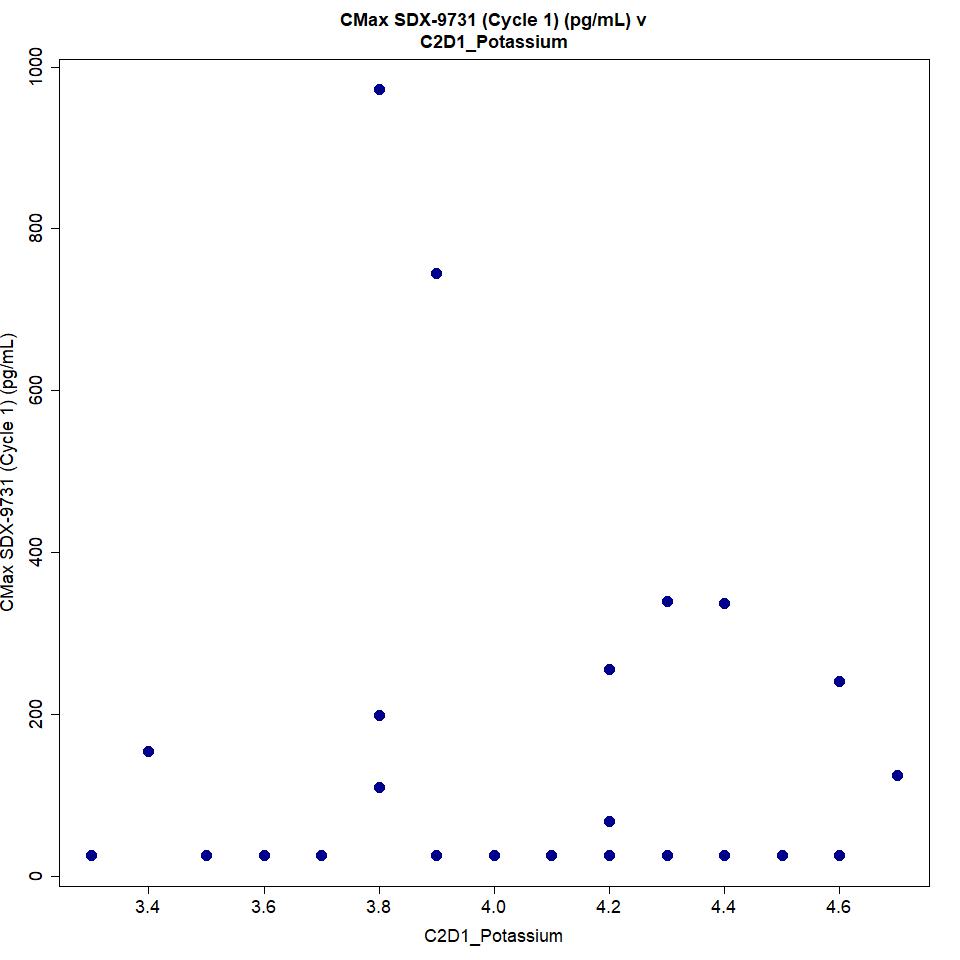 CMax SDX-9731 (Cycle 1) (pg/mL) v
C2D1_Potassium
1000
800
600
400
200
0
CMax SDX-9731 (Cycle 1) (pg/mL)
3.4 3.6 3.8 4.0 4.2 4.4 4.6
C2D1_Potassium